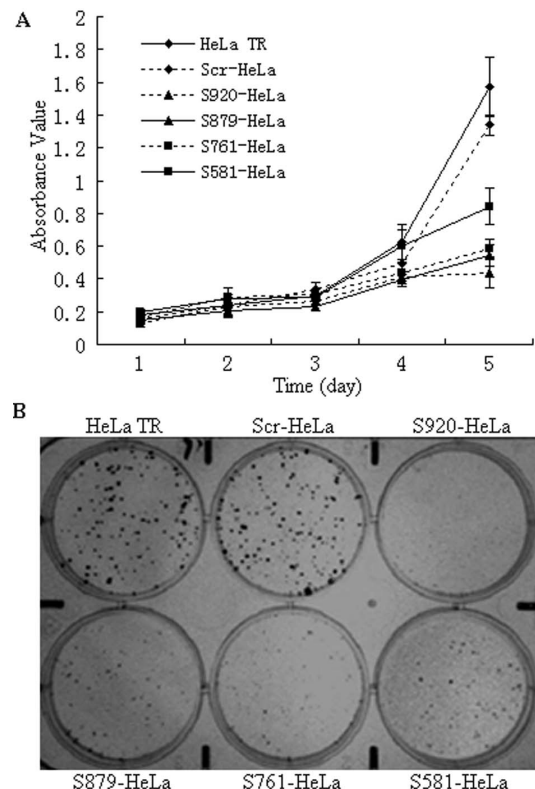 A
Absorbance Value
2
1.8
1.6
1.4
1.2
1
0.8
0.6
0.4
0.2
0
HeLa TR
Scr-HeLa
S920-HeLa
S879-HeLa
S761-HeLa
S581-HeLa
1 2 3 4 5
Time (day)
B
HeLa TR Scr-HeLa S920-HeLa
S879-HeLa S761-HeLa S581-HeLa